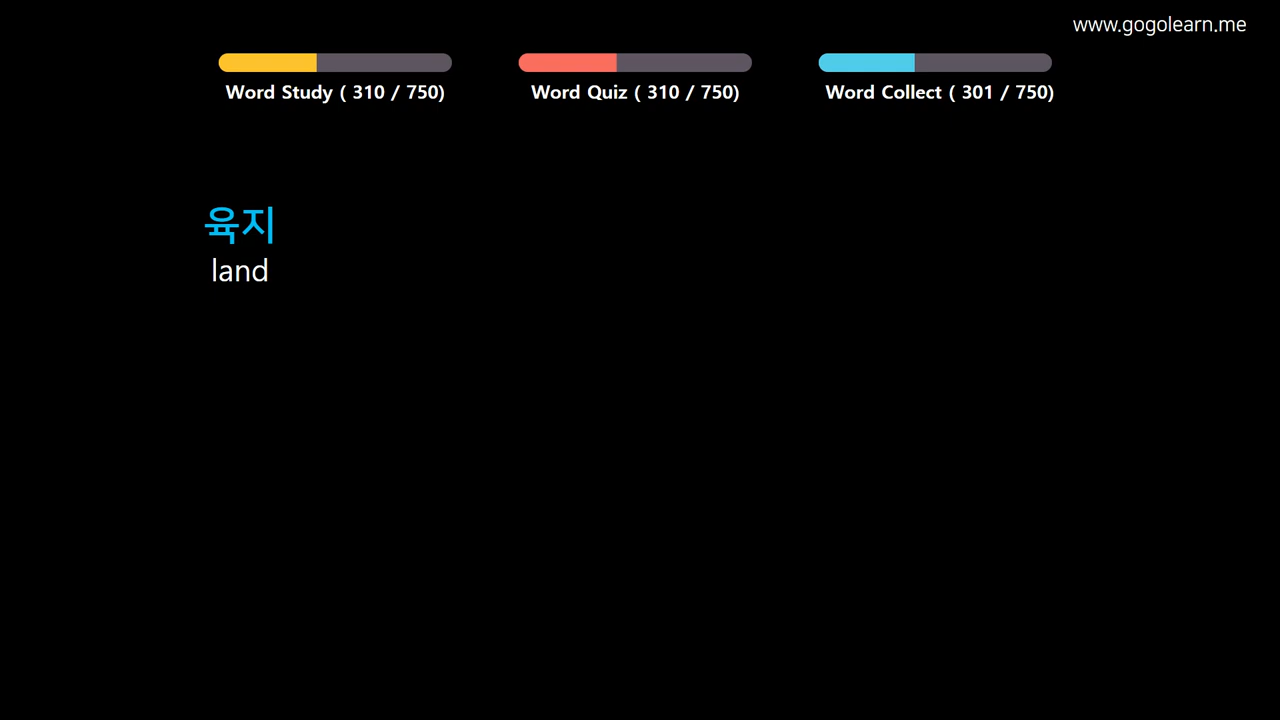 www.gogolearn.me
Word Study ( 310 / 750)
Word Quiz ( 310 / 750)
Word Collect ( 301 / 750)
육지
land